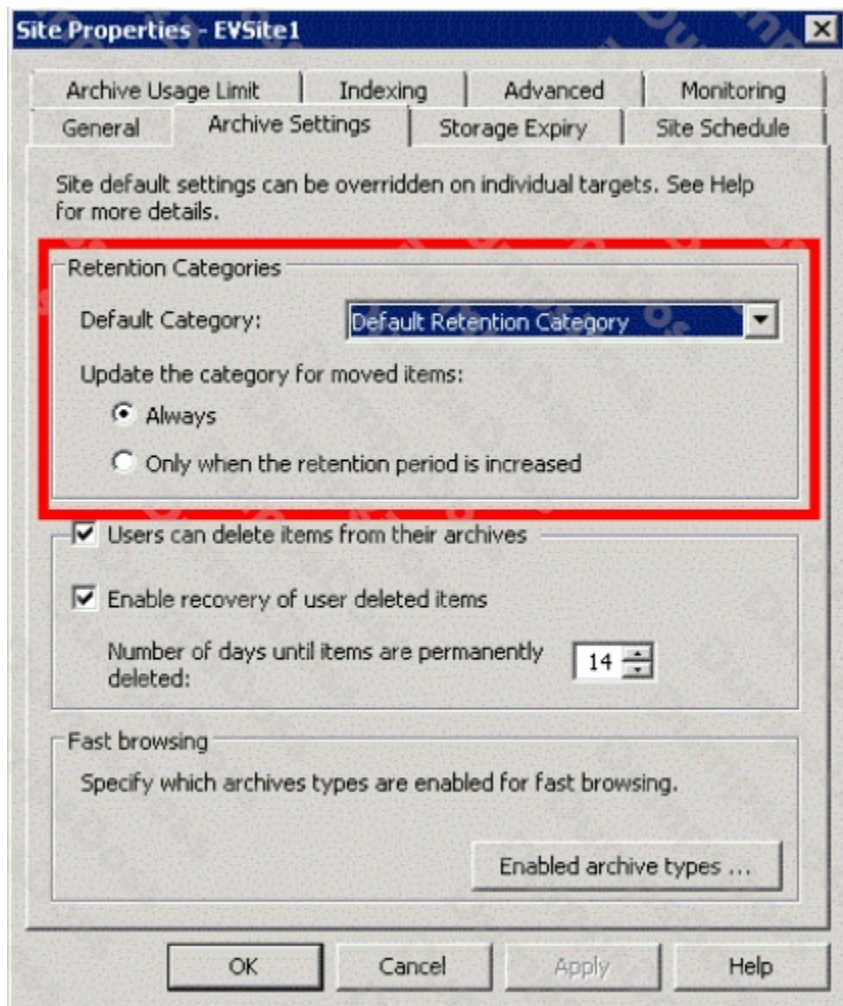 Site Properties - EVSite1
Archive Usage Limit
Indexing
Advanced
Monitoring
General
Archive Settings
Storage Expiry
Site Schedule
Site default settings can be overridden on individual targets. See Help
for more details.
Retention Categories
Default Category:
Default Retention Category
Update the category for moved items:
Always
Only when the retention period is increased
Users can delete items from their archives
Enable recovery of user deleted items
Number of days until items are permanently
deleted:
14
Fast browsing
Specify which archives types are enabled for fast browsing.
Enabled archive types ...
OK
Cancel
Apply
Help